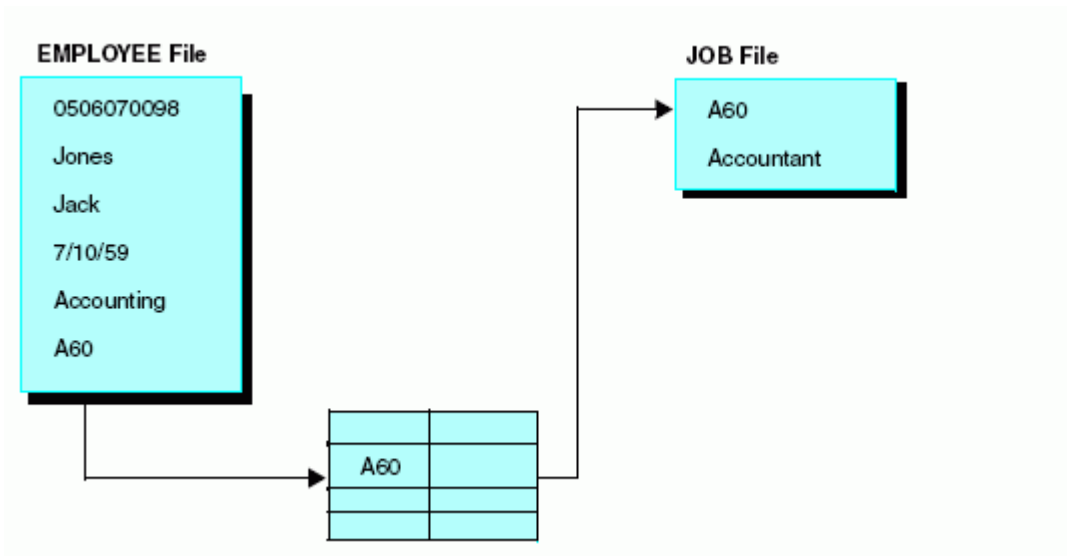 EMPLOYEE File
0506070098
Jones
Jack
7/10/59
Accounting
A60
JOB File
A60
Accountant
A60